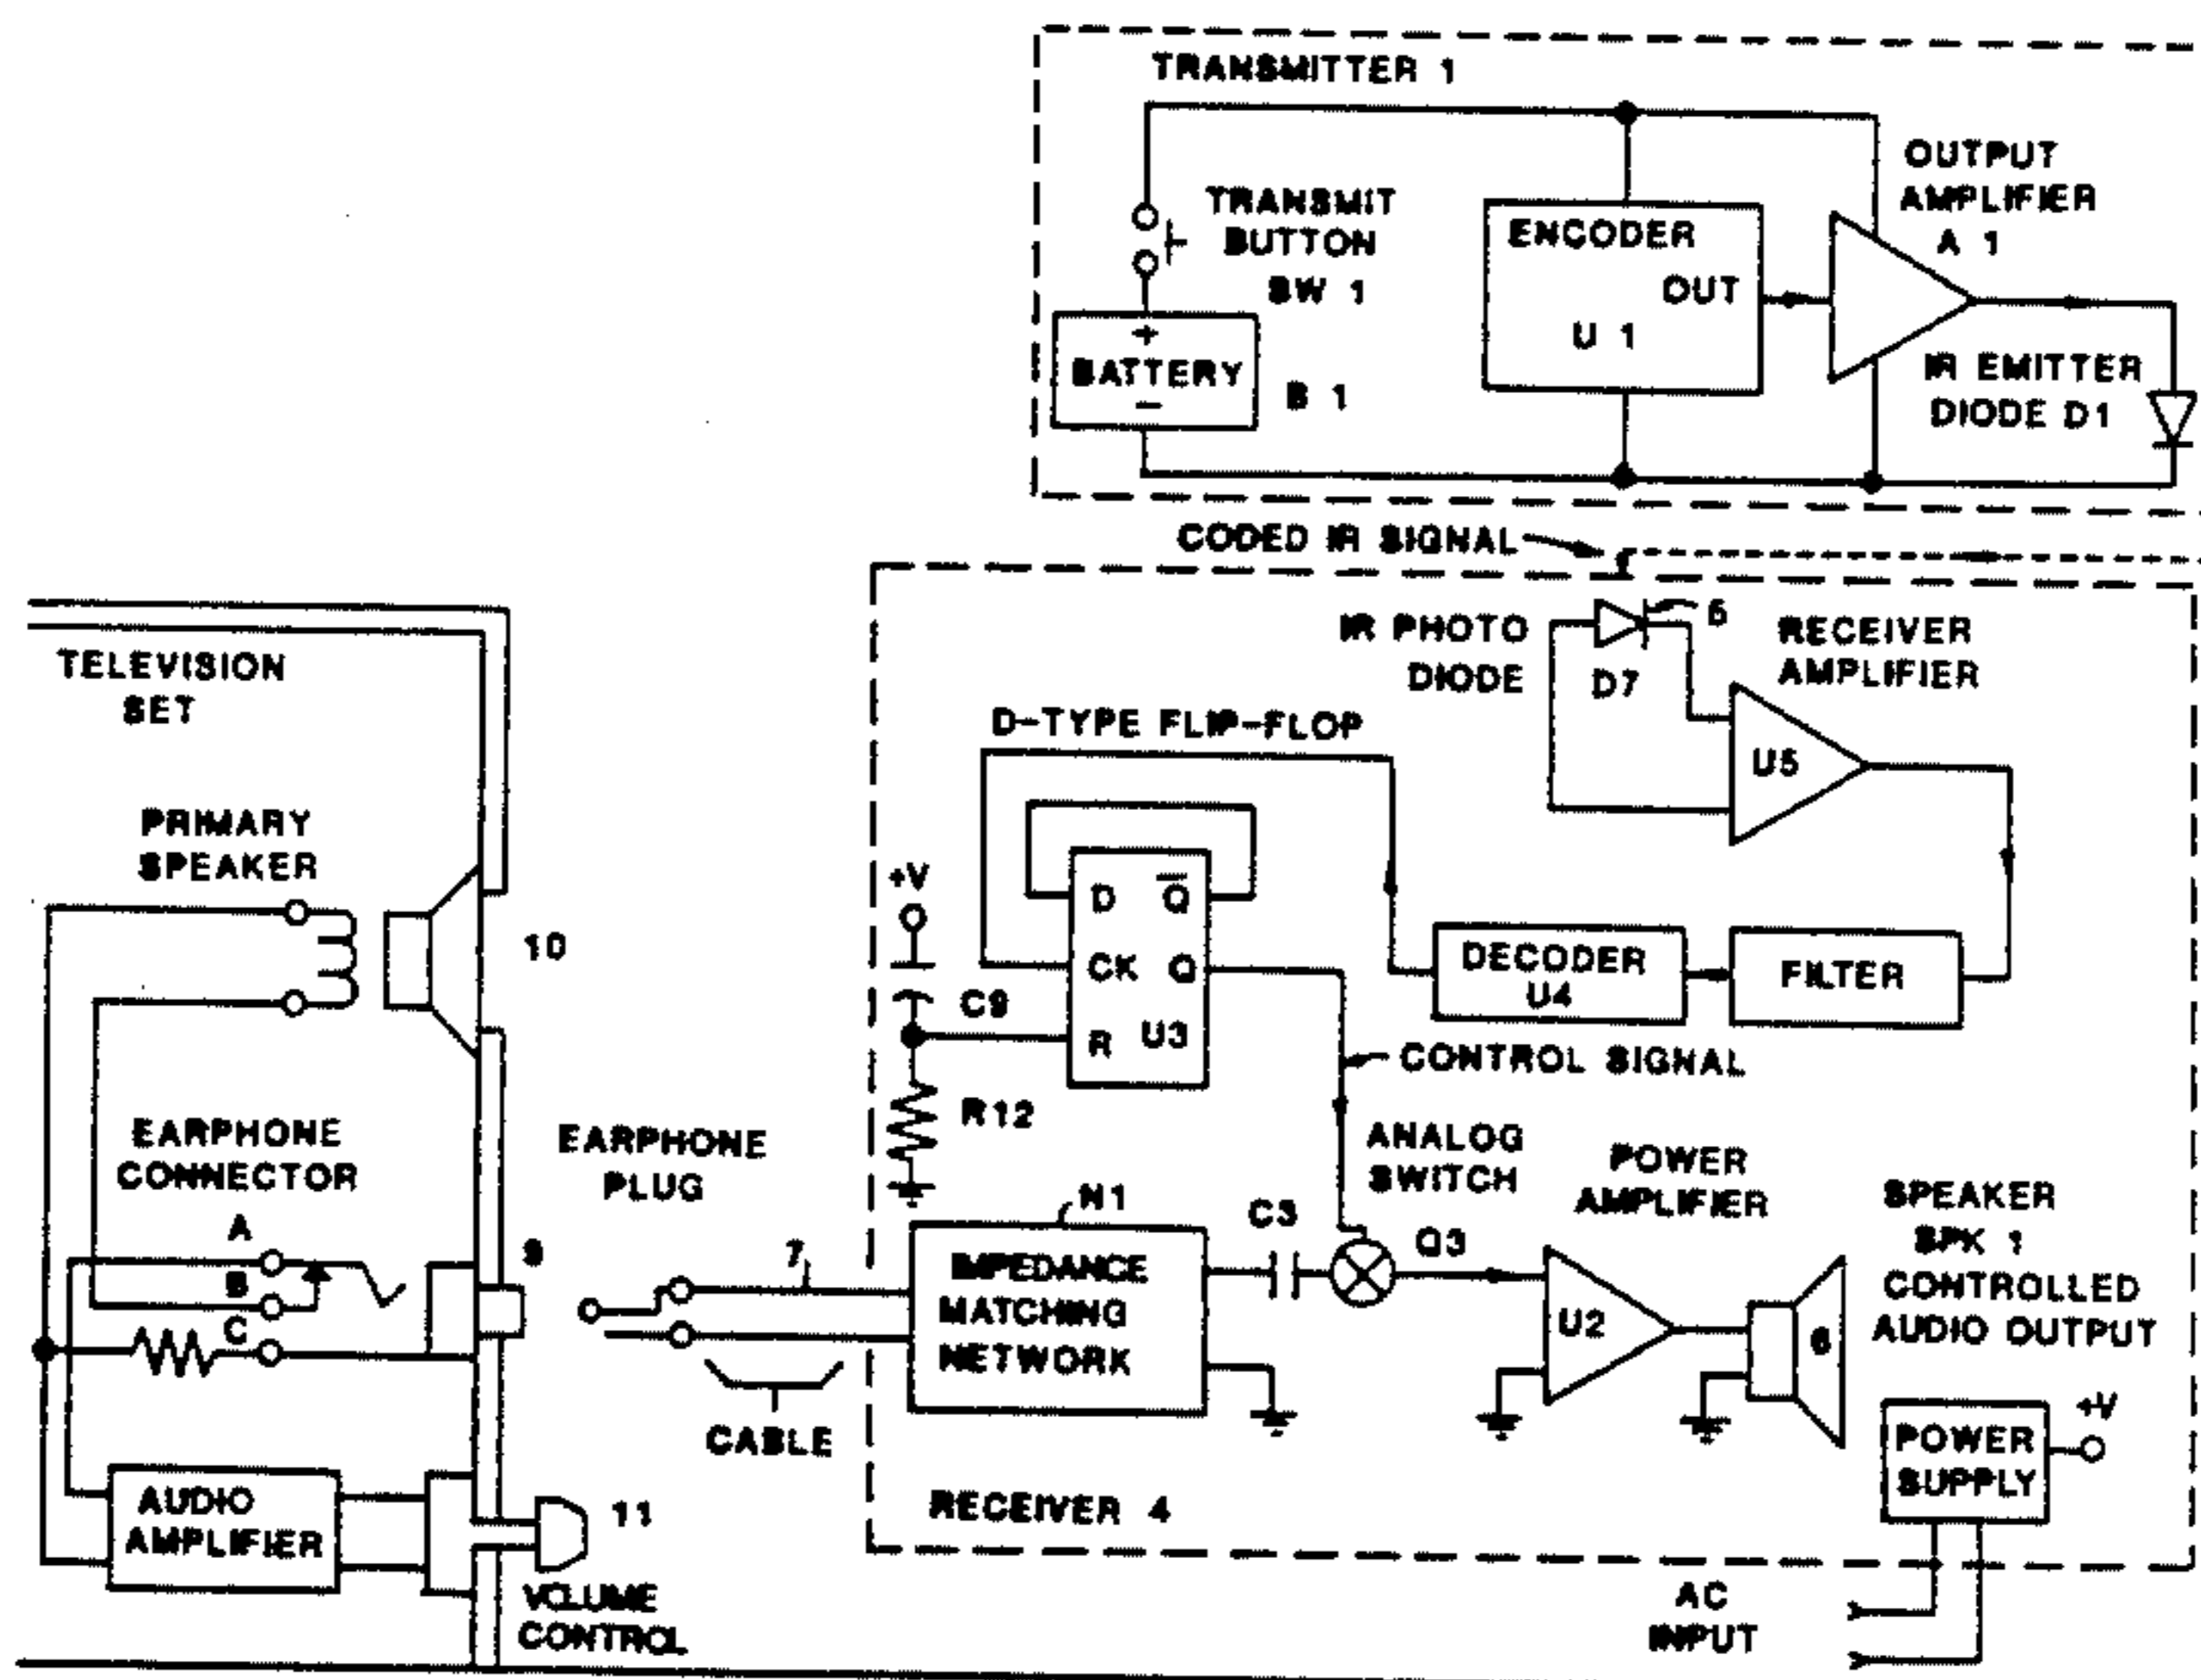 TRANSMITTER 1
OUTPUT
AMPLIFIER
A 1
TRANSMIT
BUTTON
SW 1
ENCODER
OUT
U 1
+
BATTERY
-
B 1
IR EMITTER
DIODE D1
CODED IR SIGNAL
TELEVISION
SET
IR PHOTO
DIODE
5
D7
RECEIVER
AMPLIFIER
U5
D-TYPE FLIP-FLOP
PRIMARY
SPEAKER
10
+V
D Q
CK Q
R U3
C9
R12
DECODER
U4
FILTER
CONTROL SIGNAL
EARPHONE
CONNECTOR
A
B
C
9
EARPHONE
PLUG
7
CABLE
N1
IMPEDANCE
MATCHING
NETWORK
C3
ANALOG
SWITCH
Q3
POWER
AMPLIFIER
U2
SPEAKER
SPK 1
CONTROLLED
AUDIO OUTPUT
6
POWER
SUPPLY
+V
AUDIO
AMPLIFIER
11
VOLUME
CONTROL
RECEIVER 4
AC
INPUT